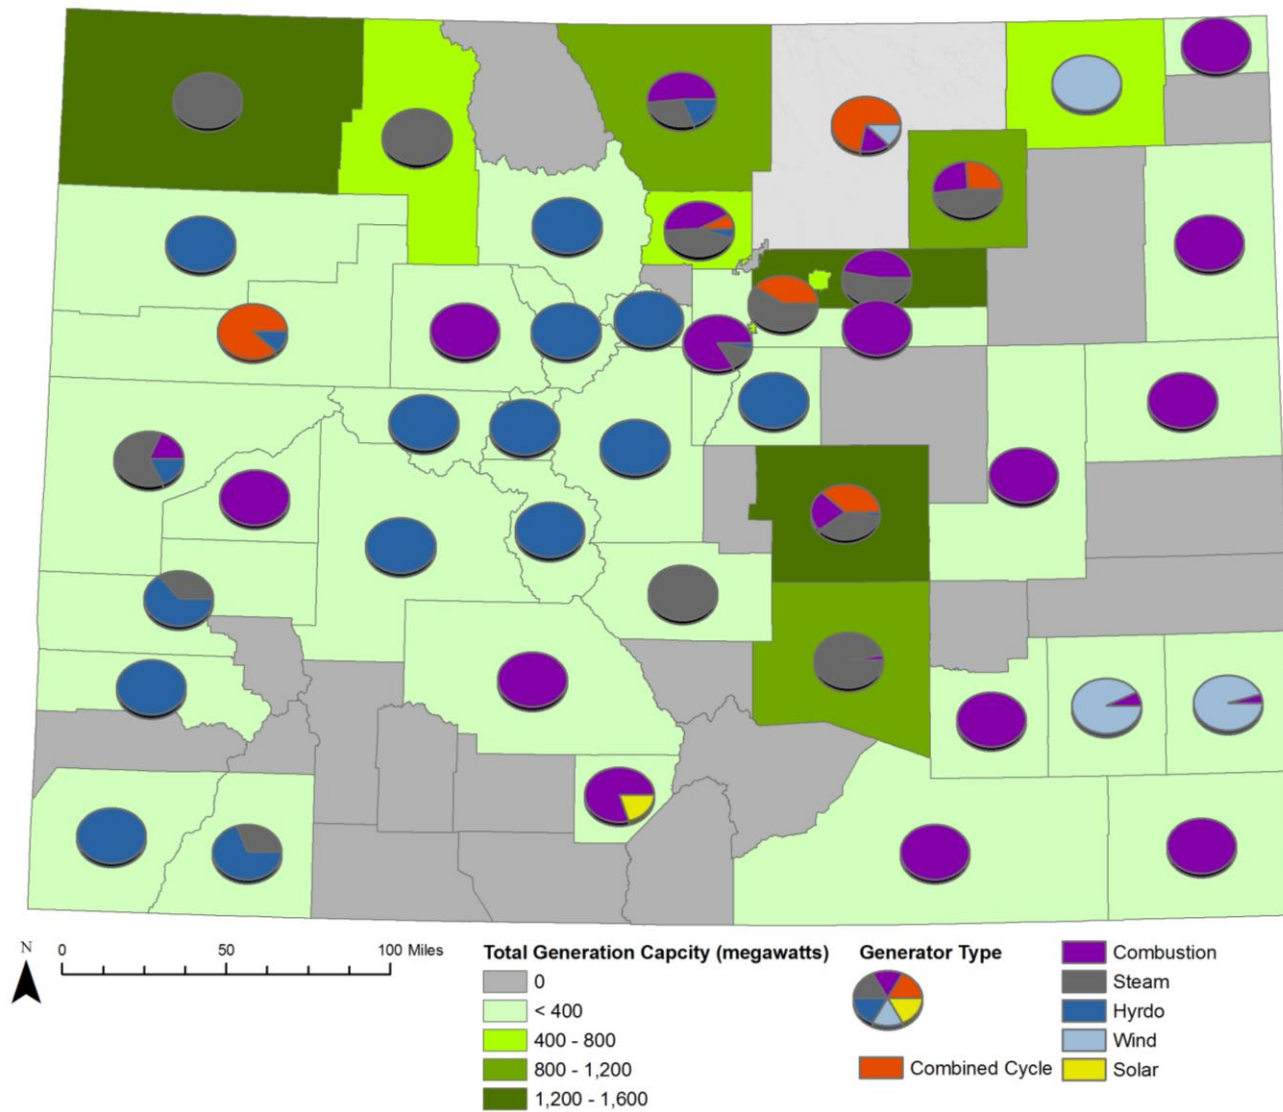 N
0 50 100 Miles
Total Generation Capcity (megawatts)
0
< 400
400 - 800
800 - 1,200
1,200 - 1,600
Generator Type
Combined Cycle
Combustion
Steam
Hyrdo
Wind
Solar